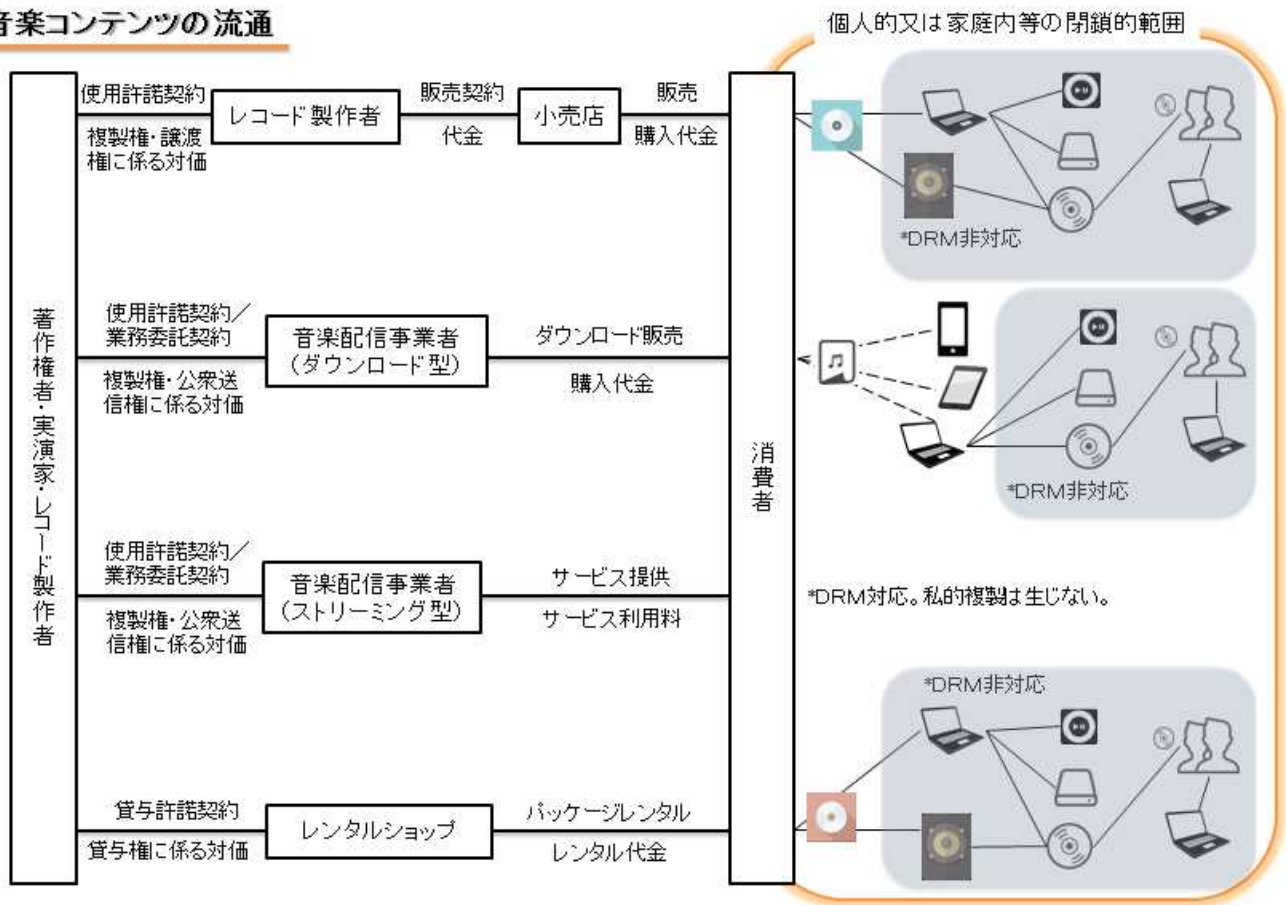 音楽コンテンツの流通
個人的又は家庭内等の閉鎖的範囲
使用許諾契約
複製権・譲渡
権に係る対価
レコード製作者
販売契約
代金
小売店
販売
購入代金
*DRM非対応
著作権者・実演家・レコード製作者
使用許諾契約／
業務委託契約
複製権・公衆送
信権に係る対価
音楽配信事業者
(ダウンロード型)
ダウンロード販売
購入代金
消費者
*DRM非対応
使用許諾契約／
業務委託契約
複製権・公衆送
信権に係る対価
音楽配信事業者
(ストリーミング型)
サービス提供
サービス利用料
*DRM対応。私的複製は生じない。
貸与許諾契約
貸与権に係る対価
レンタルショップ
パッケージレンタル
レンタル代金
*DRM非対応